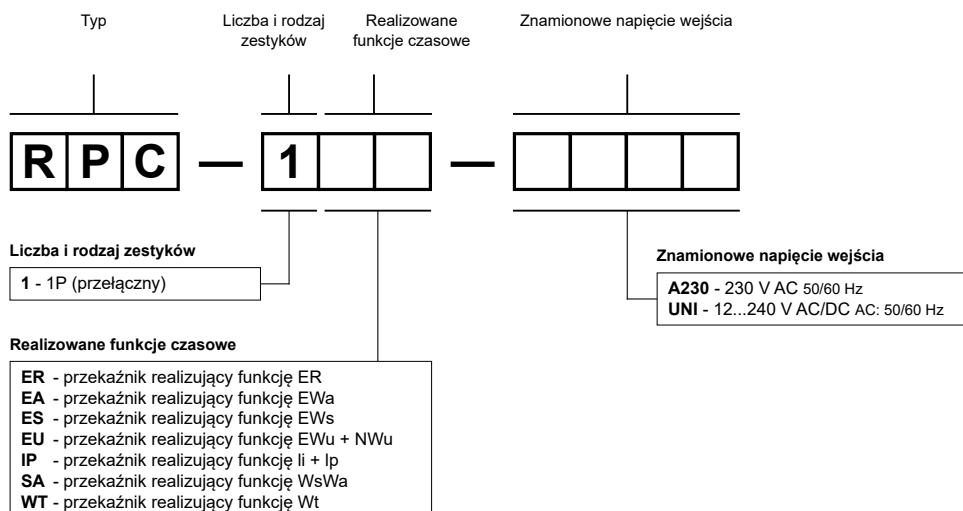 Typ
Liczba i rodzaj
zestyków
Realizowane
funkcje czasowe
Znamionowe napięcie wejścia
RPC — 1 —
Liczba i rodzaj zestyków
1 - 1P (przełączny)
Znamionowe napięcie wejścia
A230 - 230 V AC 50/60 Hz
UNI - 12...240 V AC/DC AC: 50/60 Hz
Realizowane funkcje czasowe
ER - przekaźnik realizujący funkcję ER
EA - przekaźnik realizujący funkcję EWa
ES - przekaźnik realizujący funkcję EWs
EU - przekaźnik realizujący funkcję EWu + NWu
IP - przekaźnik realizujący funkcję Ii + Ip
SA - przekaźnik realizujący funkcję WsWa
WT - przekaźnik realizujący funkcję Wt